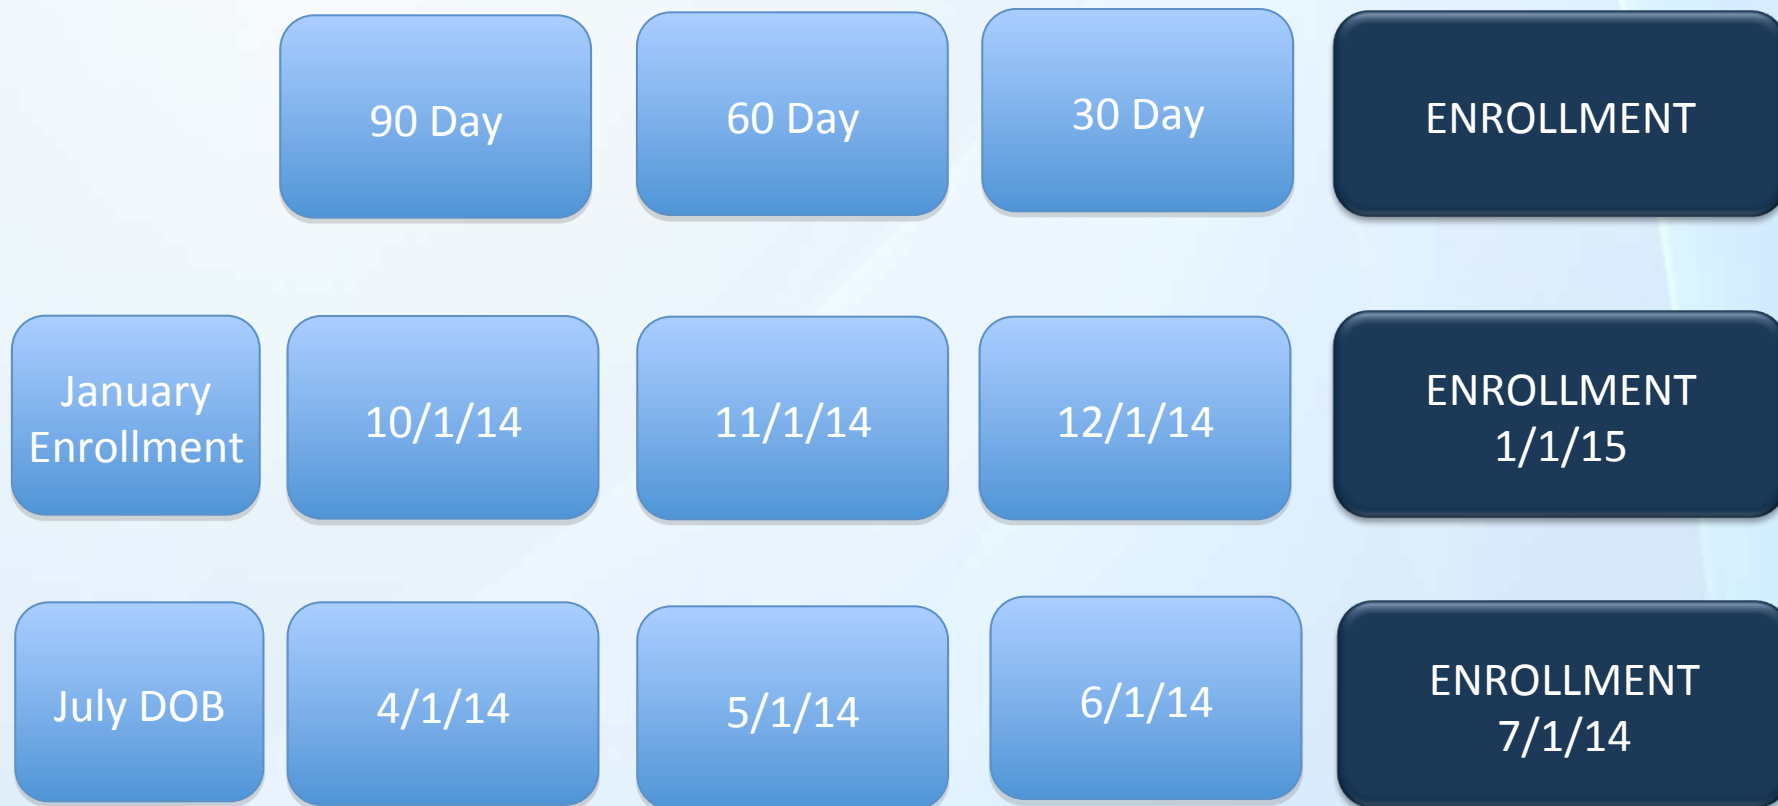 90 Day
60 Day
30 Day
ENROLLMENT
January
Enrollment
10/1/14
11/1/14
12/1/14
ENROLLMENT
1/1/15
July DOB
4/1/14
5/1/14
6/1/14
ENROLLMENT
7/1/14